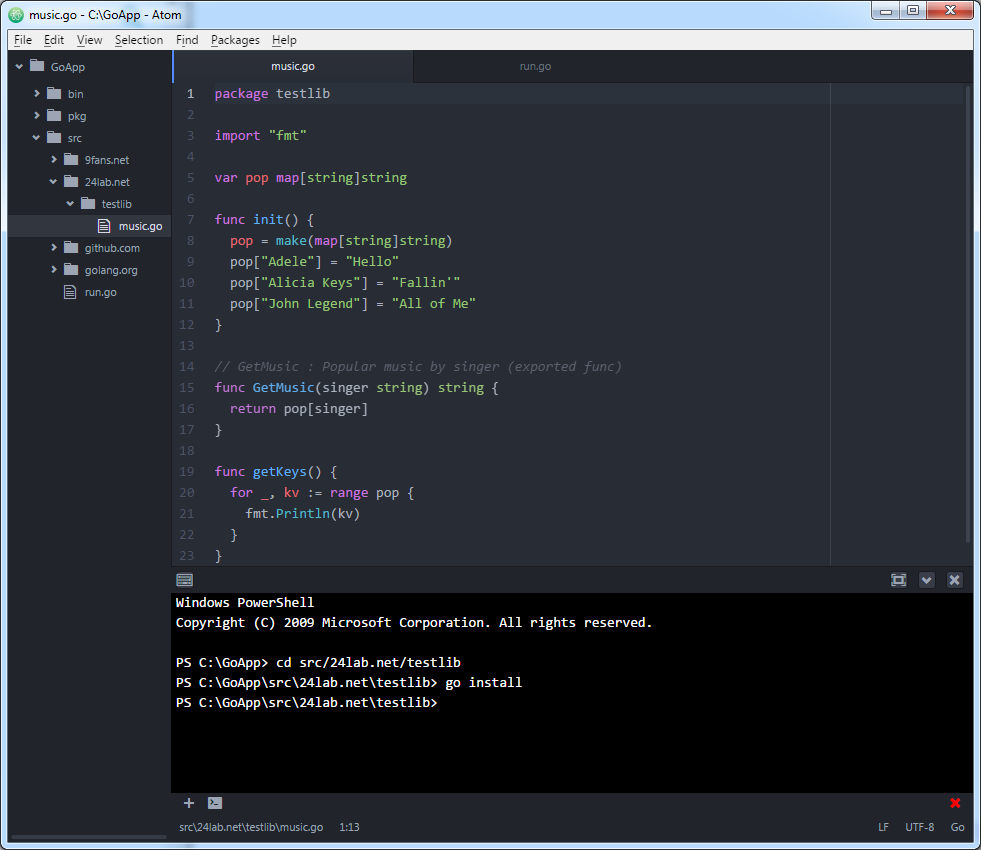 music.go - C:\GoApp - Atom
File Edit View Selection Find Packages Help
GoApp
bin
pkg
src
9fans.net
24lab.net
testlib
music.go
github.com
golang.org
run.go
music.go run.go
1 package testlib
2
3 import "fmt"
4
5 var pop map[string]string
6
7 func init() {
8 pop = make(map[string]string)
9 pop["Adele"] = "Hello"
10 pop["Alicia Keys"] = "Fallin'"
11 pop["John Legend"] = "All of Me"
12 }
13
14 // GetMusic : Popular music by singer (exported func)
15 func GetMusic(singer string) string {
16 return pop[singer]
17 }
18
19 func getKeys() {
20 for _, kv := range pop {
21 fmt.Println(kv)
22 }
23 }
Windows PowerShell
Copyright (C) 2009 Microsoft Corporation. All rights reserved.
PS C:\GoApp> cd src/24lab.net/testlib
PS C:\GoApp\src\24lab.net\testlib> go install
PS C:\GoApp\src\24lab.net\testlib>
src\24lab.net\testlib\music.go 1:13 LF UTF-8 Go